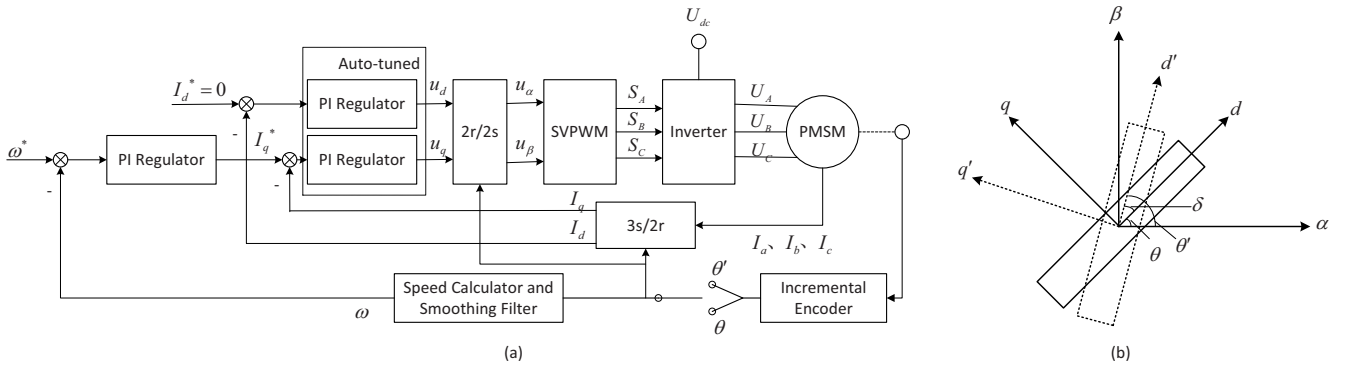 U_dc
Auto-tuned
I_d^* = 0
PI Regulator
u_d
2r/2s
u_α
SVPWM
S_A
S_B
S_C
Inverter
U_A
U_B
U_C
PMSM
ω*
-
PI Regulator
I_q^*
-
-
PI Regulator
u_q
u_β
I_q
I_d
3s/2r
I_a、I_b、I_c
ω
Speed Calculator and
Smoothing Filter
θ'
θ
Incremental
Encoder
(a)
β
d'
d
q
q'
δ
θ
θ'
α
(b)